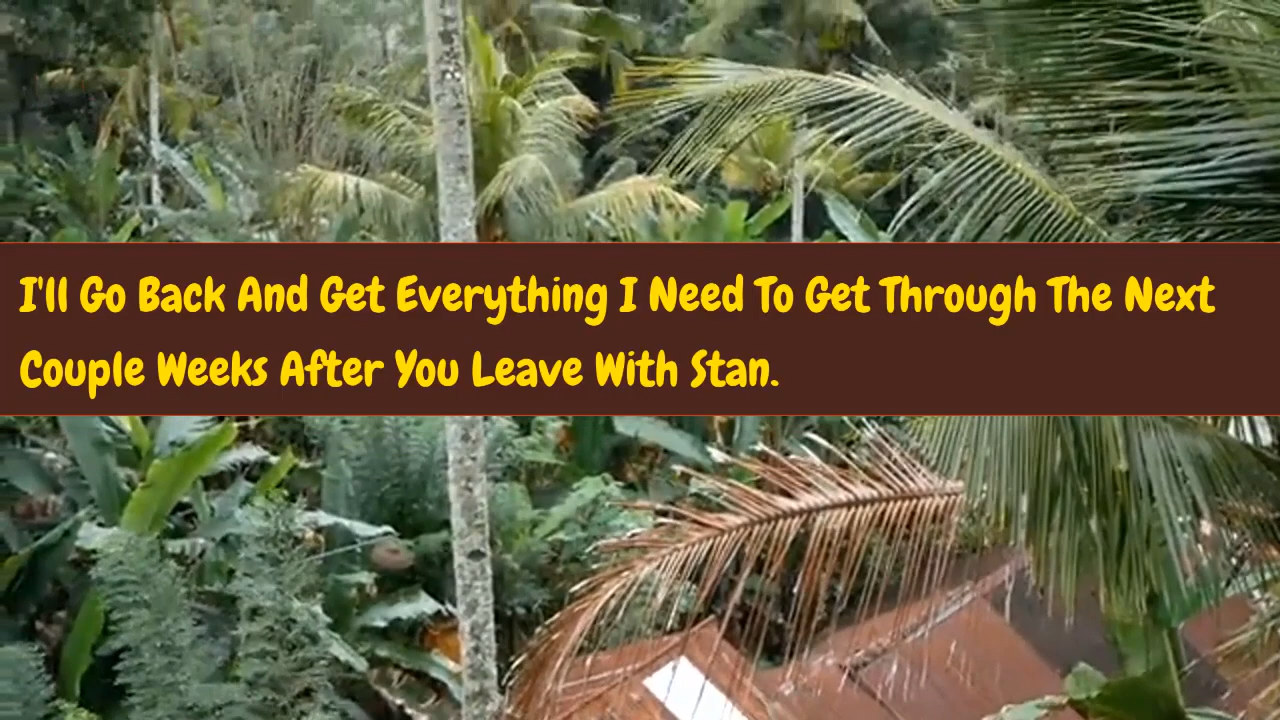 I'll Go Back And Get Everything I Need To Get Through The Next
Couple Weeks After You Leave With Stan.